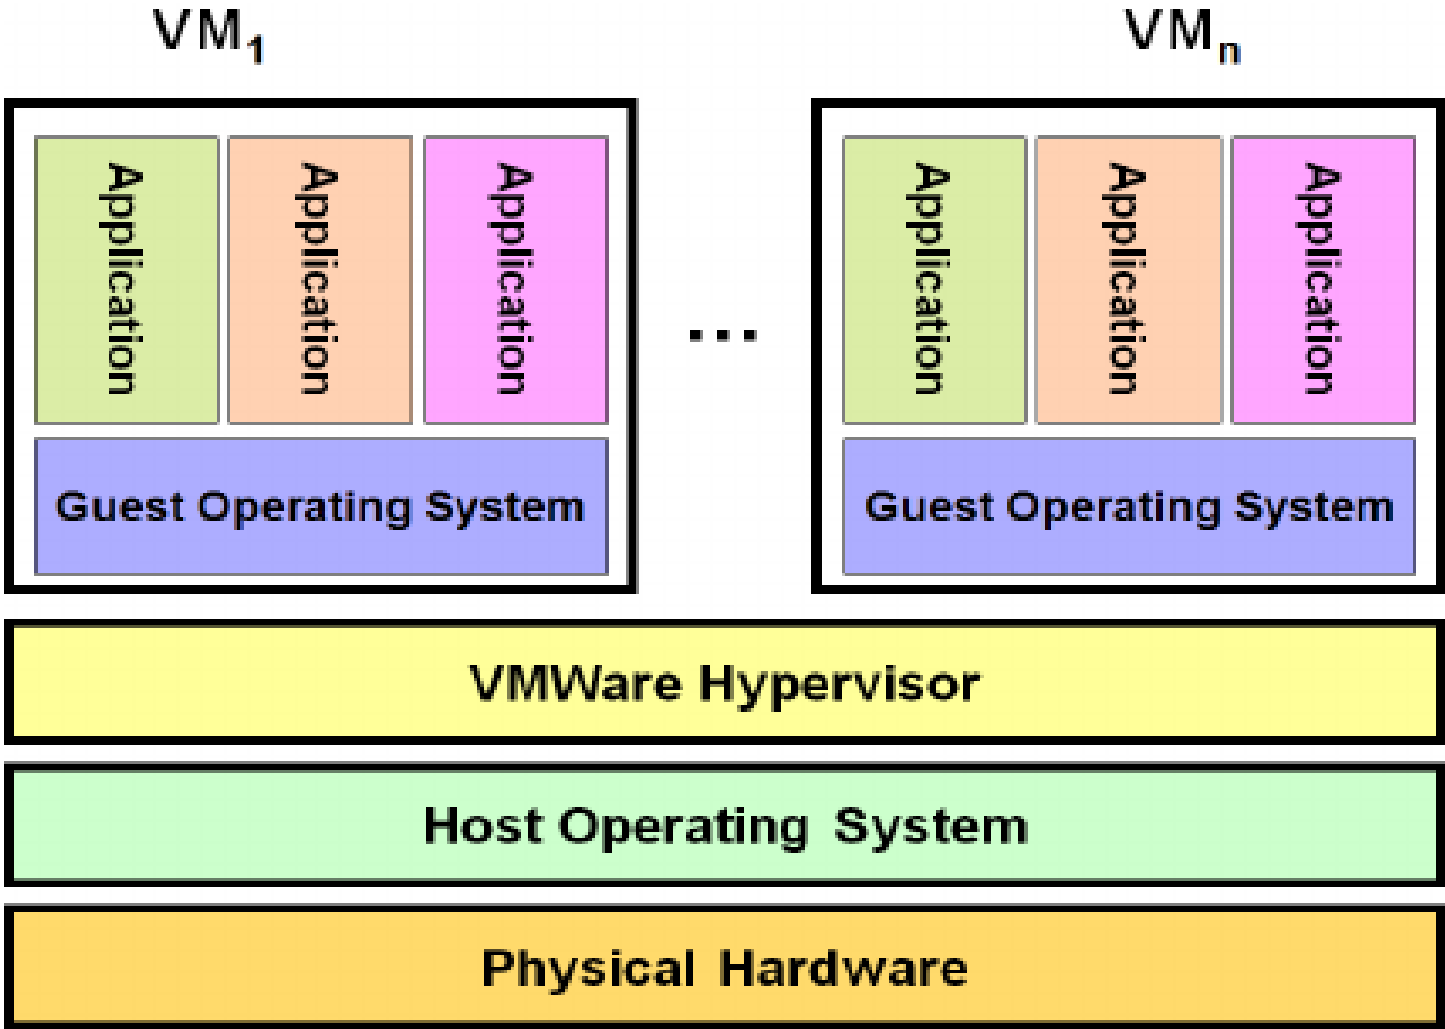 VM1
VMn
Application
Application
Application
...
Application
Application
Application
Guest Operating System
Guest Operating System
VMWare Hypervisor
Host Operating System
Physical Hardware